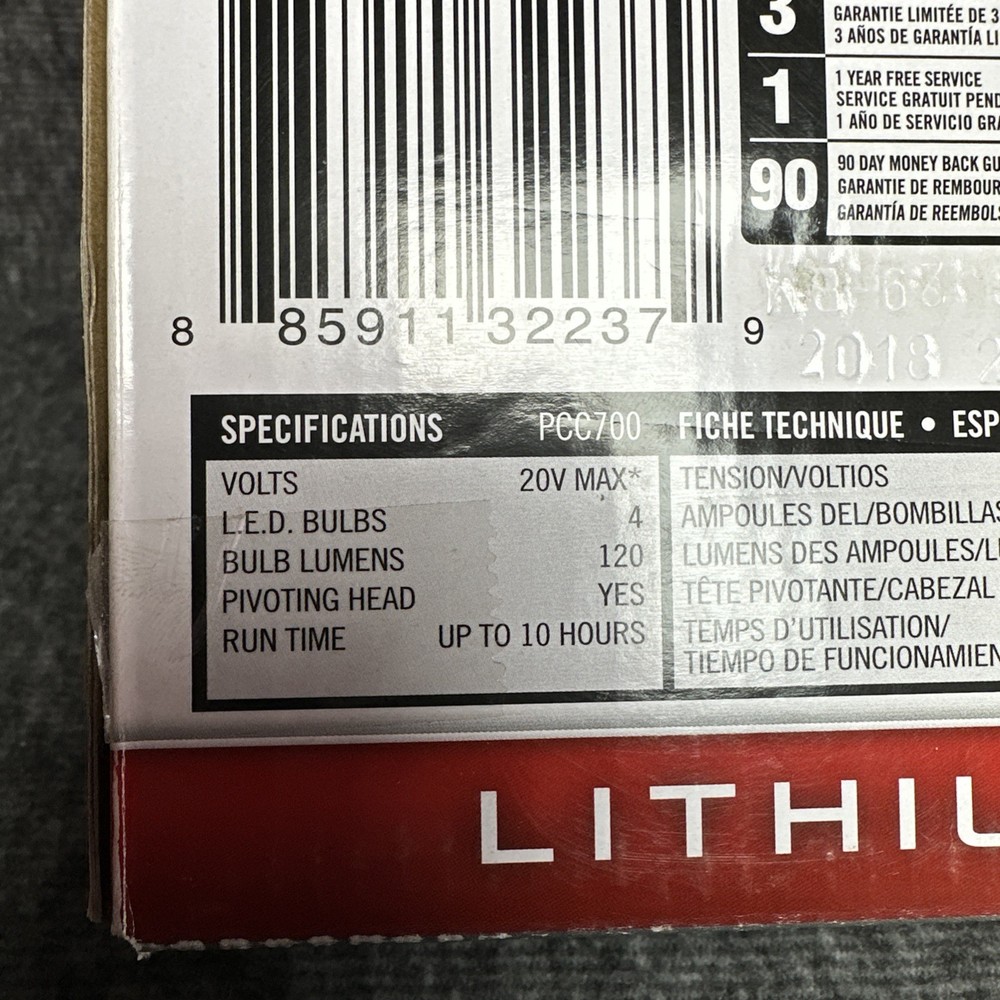 3
GARANTIE LIMITÉE DE 3
3 AÑOS DE GARANTÍA LI
1
1 YEAR FREE SERVICE
SERVICE GRATUIT PEND
1 AÑO DE SERVICIO GRA
90
90 DAY MONEY BACK GU
GARANTIE DE REMBOUR
GARANTÍA DE REEMBOLS
8 85911 32237 9
2018
SPECIFICATIONS PCC700
VOLTS 20V MAX*
L.E.D. BULBS 4
BULB LUMENS 120
PIVOTING HEAD YES
RUN TIME UP TO 10 HOURS
FICHE TECHNIQUE • ESP
TENSION/VOLTIOS
AMPOULES DEL/BOMBILLAS
LUMENS DES AMPOULES/L
TÊTE PIVOTANTE/CABEZAL
TEMPS D'UTILISATION/
TIEMPO DE FUNCIONAMIEN
LITHIU